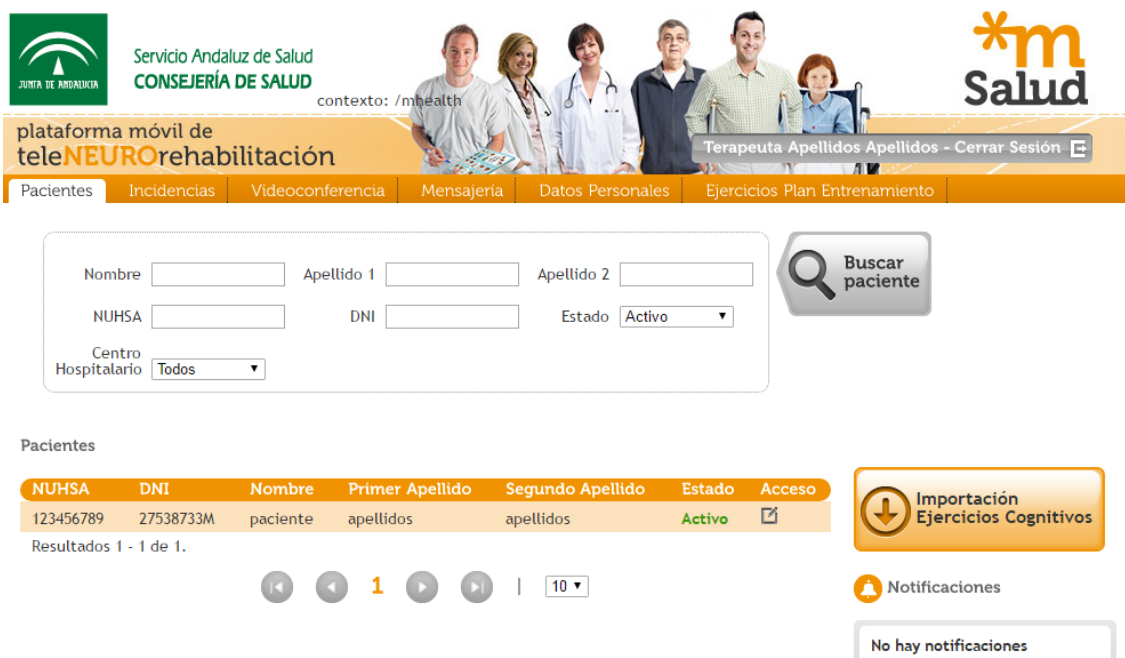 JUNTA DE ANDALUCIA
Servicio Andaluz de Salud
CONSEJERÍA DE SALUD
contexto: /mhealth
*m
Salud
plataforma móvil de
teleNEUROrehabilitación
Terapeuta Apellidos Apellidos - Cerrar Sesión
Pacientes Incidencias Videoconferencia Mensajería Datos Personales Ejercicios Plan Entrenamiento
Nombre Apellido 1 Apellido 2
NUHSA DNI Estado Activo
Centro
Hospitalario Todos
Buscar
paciente
Pacientes
NUHSA DNI Nombre Primer Apellido Segundo Apellido Estado Acceso
123456789 27538733M paciente apellidos apellidos Activo
Resultados 1 - 1 de 1.
1 | 10
Importación
Ejercicios Cognitivos
Notificaciones
No hay notificaciones